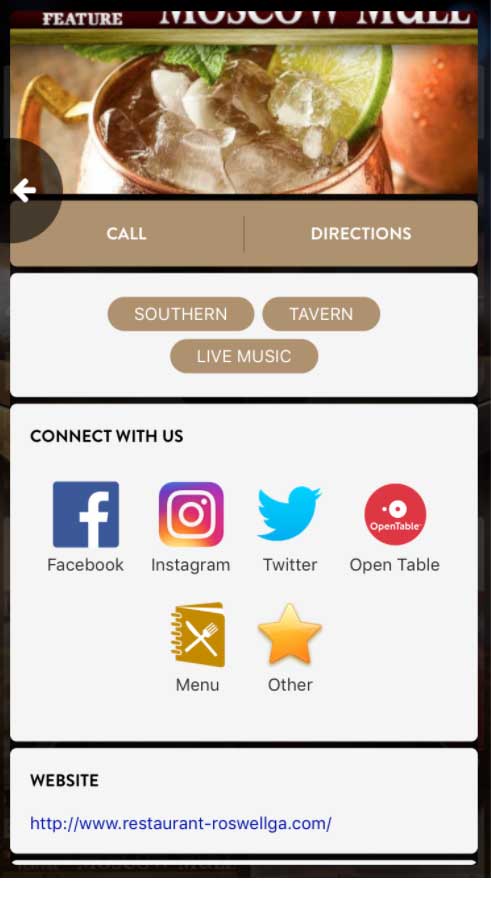 FEATURE MOSCOW MULE
CALL DIRECTIONS
SOUTHERN TAVERN
LIVE MUSIC
CONNECT WITH US
OpenTable
Facebook Instagram Twitter Open Table
Menu Other
WEBSITE
http://www.restaurant-roswellga.com/